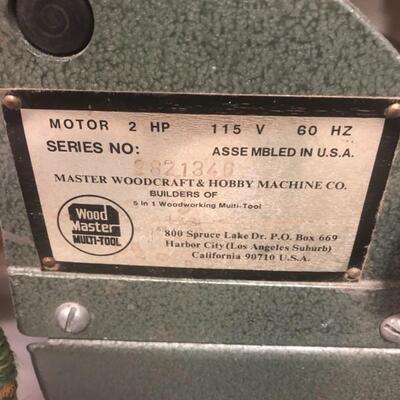 MOTOR 2 HP 115 V 60 HZ
SERIES NO: ASSEMBLED IN U.S.A.
2821346
MASTER WOODCRAFT & HOBBY MACHINE CO.
BUILDERS OF
5 in 1 Woodworking Multi-Tool
Wood
Master
MULTI-TOOL
800 Spruce Lake Dr. P.O. Box 669
Harbor City (Los Angeles Suburb)
California 90710 U.S.A.